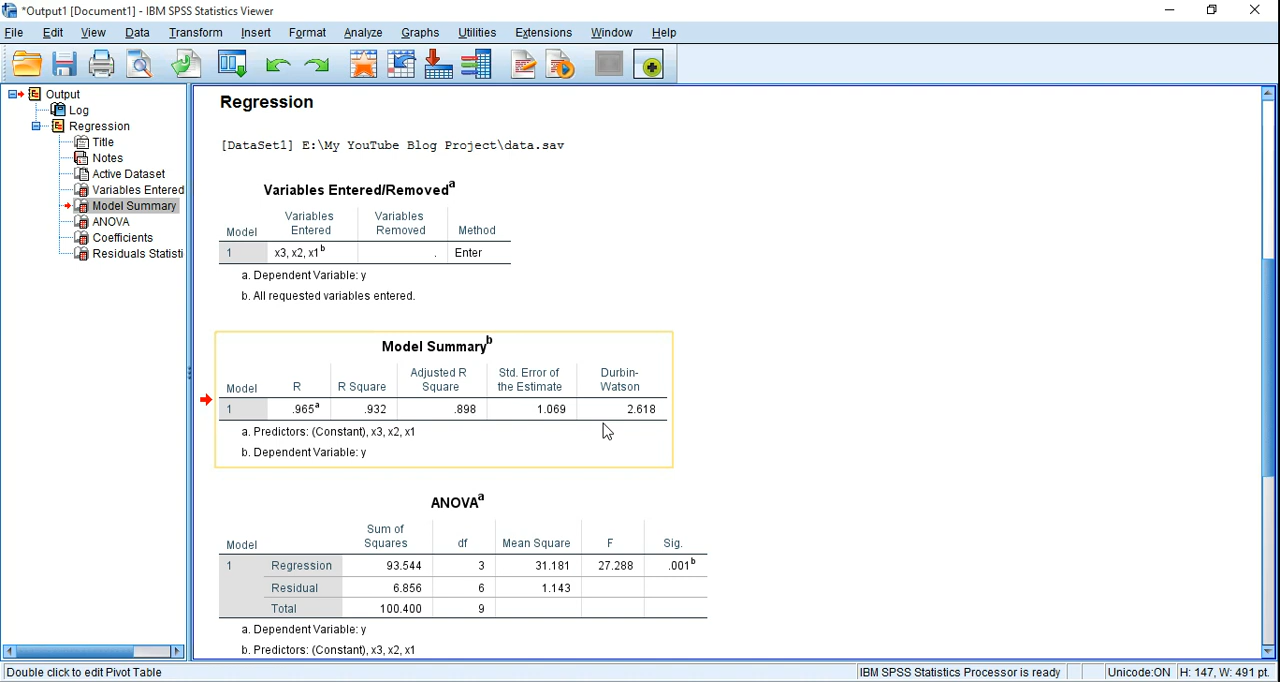 *Output1 [Document1] - IBM SPSS Statistics Viewer
File Edit View Data Transform Insert Format Analyze Graphs Utilities Extensions Window Help
Output
Log
Regression
Title
Notes
Active Dataset
Variables Entered
Model Summary
ANOVA
Coefficients
Residuals Statisti
Regression
[DataSet1] E:\My YouTube Blog Project\data.sav
Variables Entered/Removed^a
Model Variables Entered Variables Removed Method
1 x3, x2, x1^b . Enter
a. Dependent Variable: y
b. All requested variables entered.
Model Summary^b
Model R R Square Adjusted R Square Std. Error of the Estimate Durbin-Watson
1 .965^a .932 .898 1.069 2.618
a. Predictors: (Constant), x3, x2, x1
b. Dependent Variable: y
ANOVA^a
Model Sum of Squares df Mean Square F Sig.
1 Regression 93.544 3 31.181 27.288 .001^b
Residual 6.856 6 1.143
Total 100.400 9
a. Dependent Variable: y
b. Predictors: (Constant), x3, x2, x1
Double click to edit Pivot Table
IBM SPSS Statistics Processor is ready Unicode:ON H: 147, W: 491 pt.